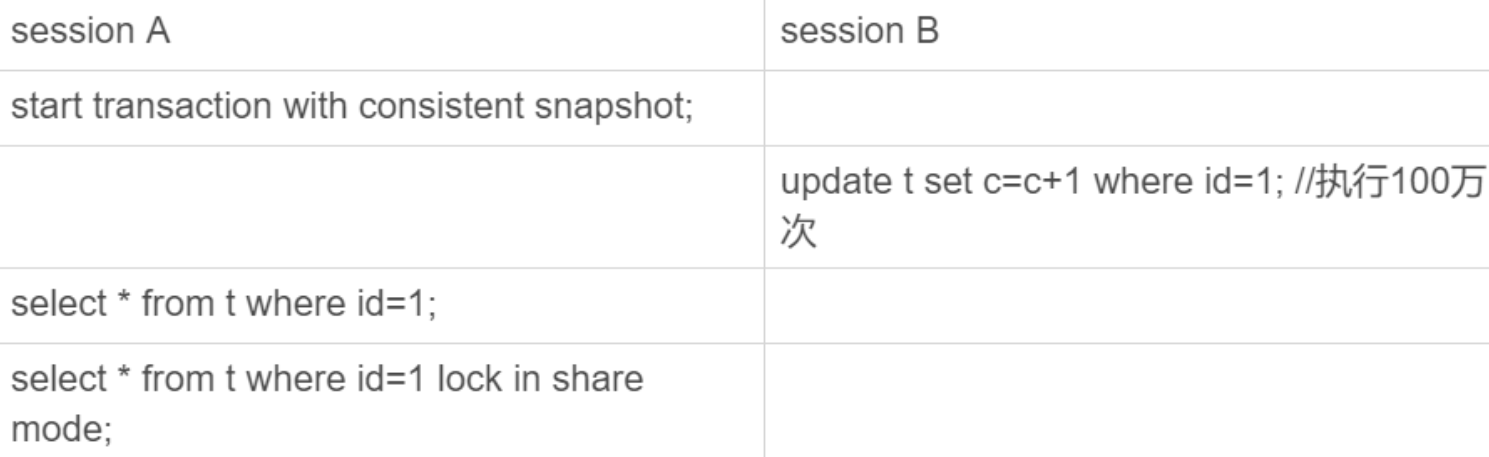 session A
session B
start transaction with consistent snapshot;
update t set c=c+1 where id=1; //执行100万
次
select * from t where id=1;
select * from t where id=1 lock in share
mode;